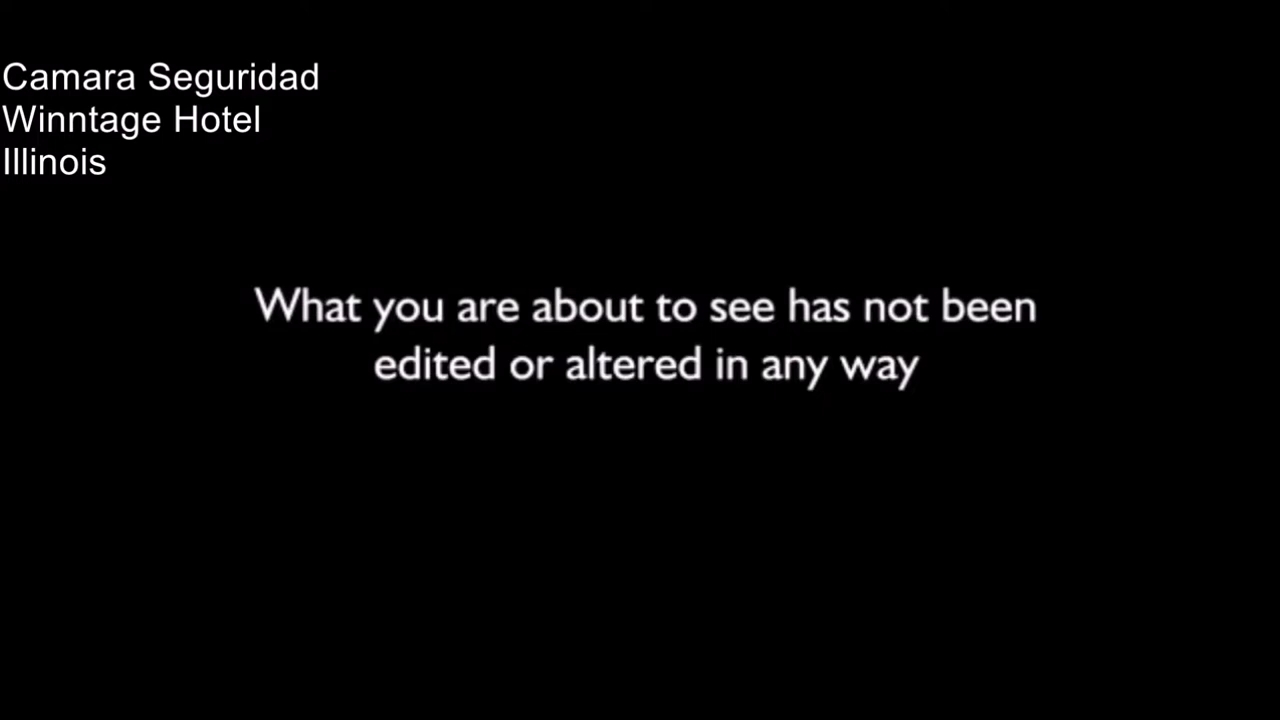 Camara Seguridad
Winntage Hotel
Illinois
What you are about to see has not been
edited or altered in any way